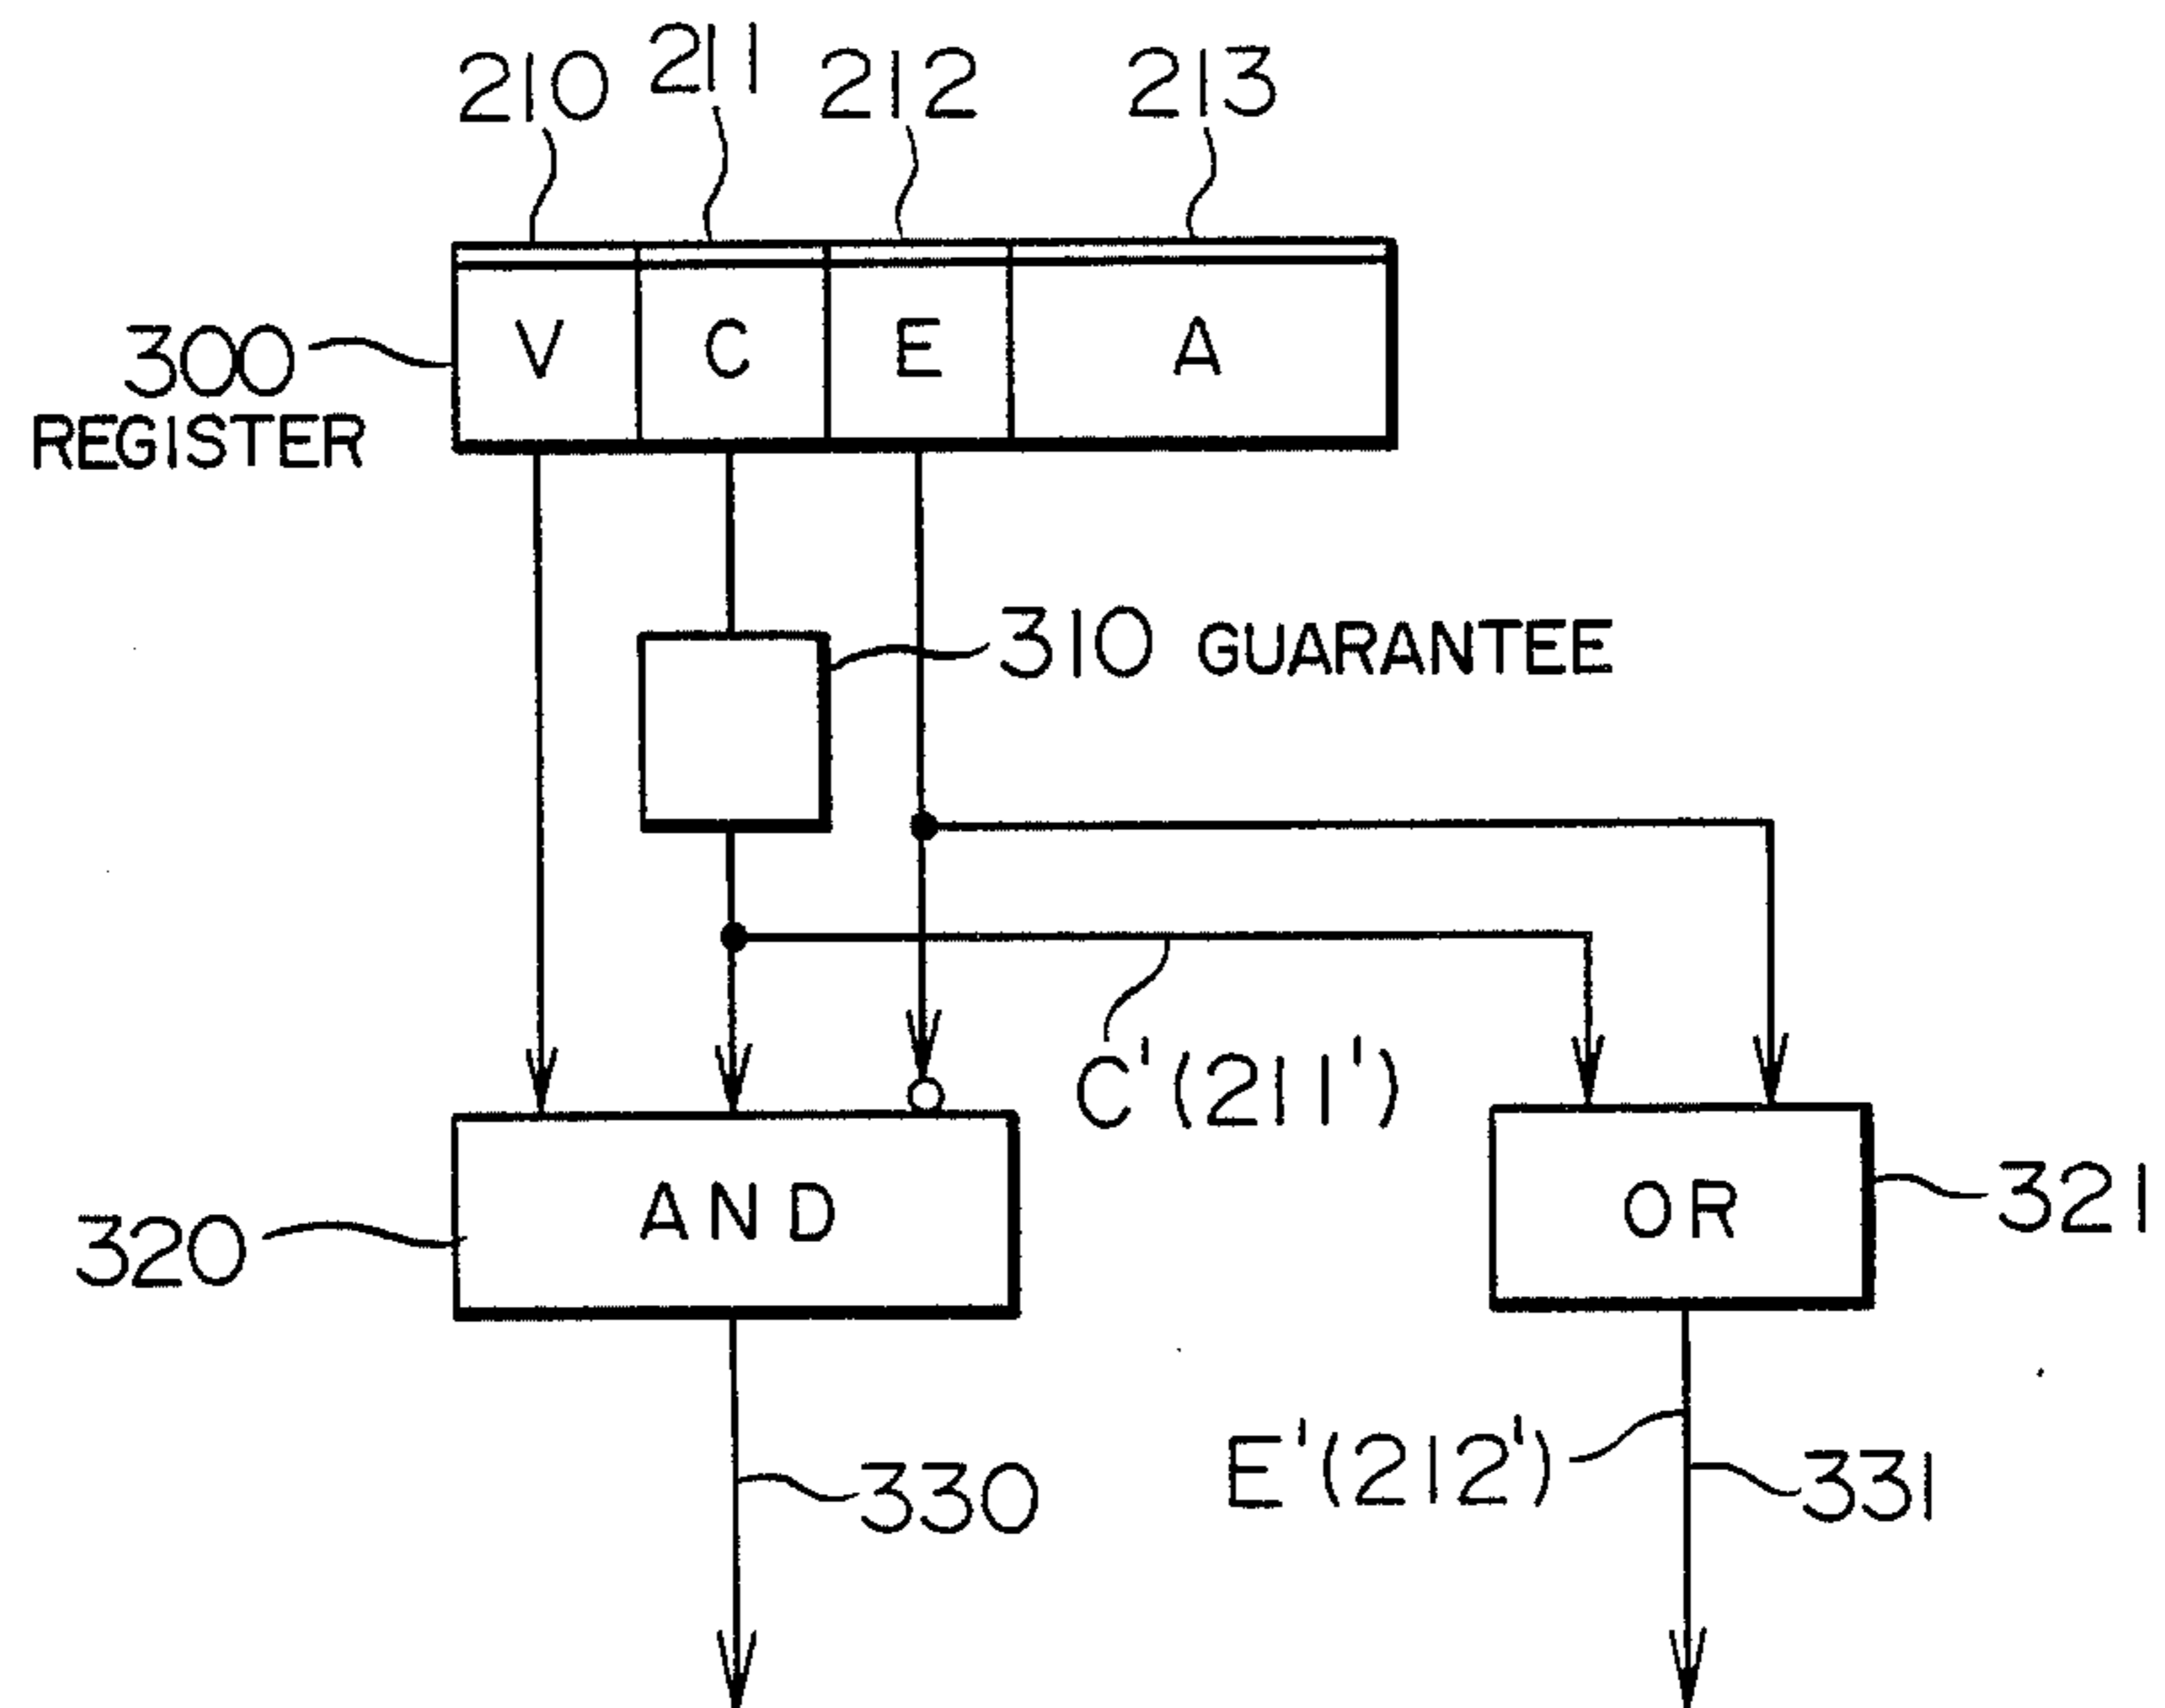 210 211 212 213
V C E A
300
REGISTER
310 GUARANTEE
C'(211')
AND
OR
320
321
330
E'(212')
331